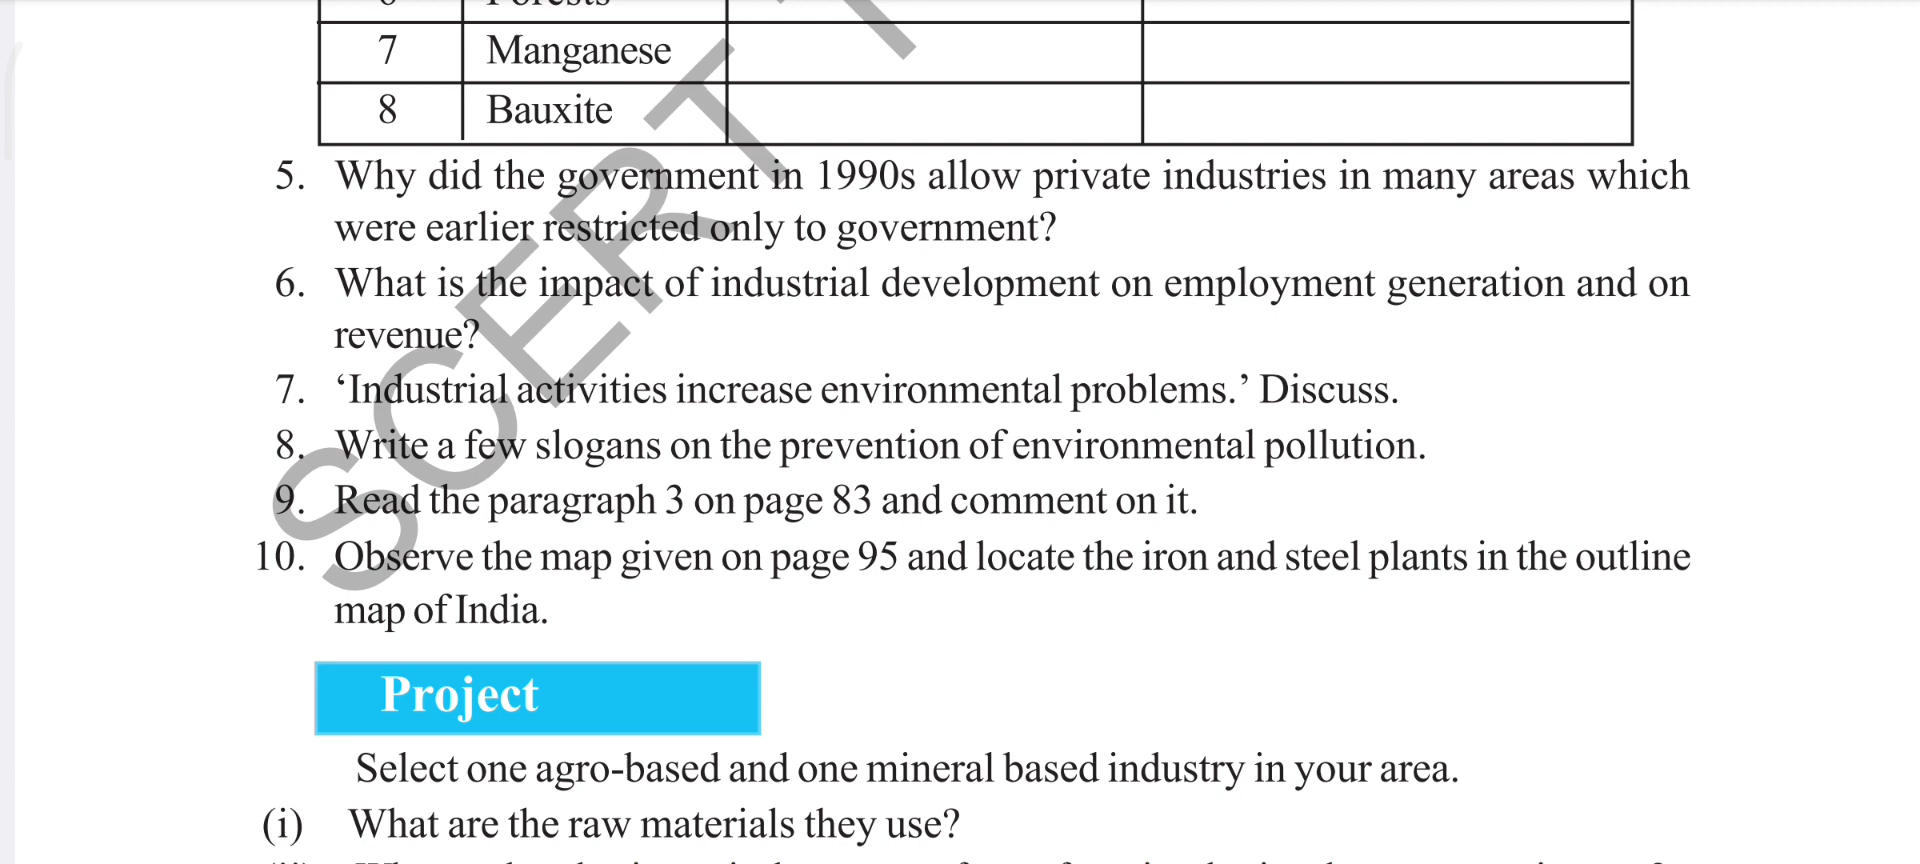 7 Manganese
8 Bauxite
5. Why did the government in 1990s allow private industries in many areas which
were earlier restricted only to government?
6. What is the impact of industrial development on employment generation and on
revenue?
7. ‘Industrial activities increase environmental problems.’ Discuss.
8. Write a few slogans on the prevention of environmental pollution.
9. Read the paragraph 3 on page 83 and comment on it.
10. Observe the map given on page 95 and locate the iron and steel plants in the outline
map of India.
Project
Select one agro-based and one mineral based industry in your area.
(i) What are the raw materials they use?
SCERT